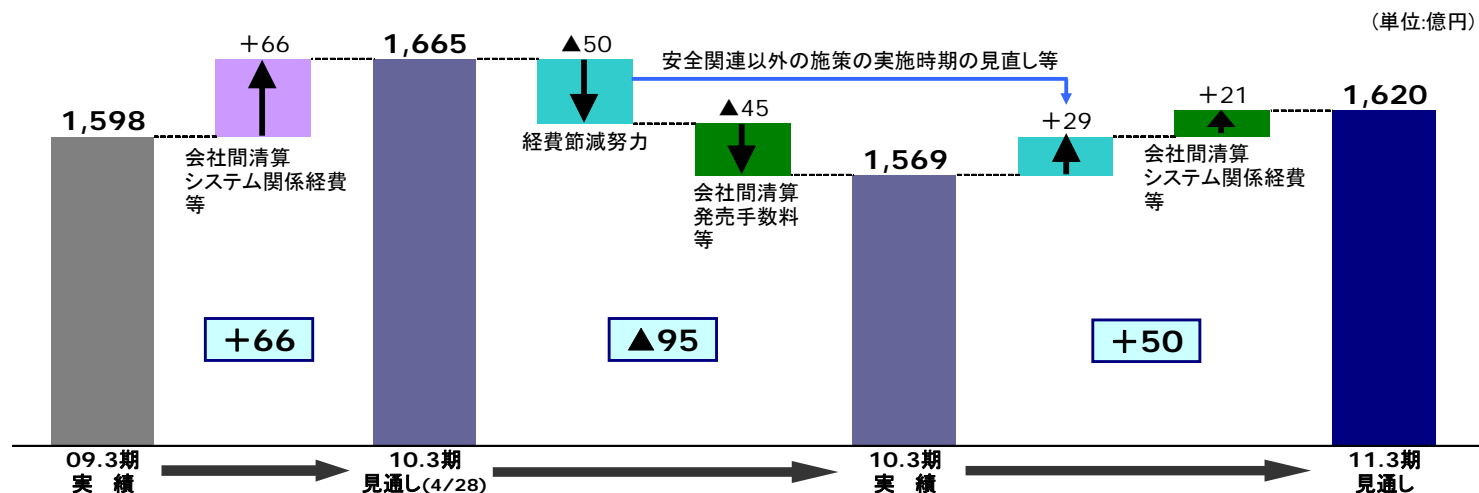 (単位:億円)
+66
1,665
▲50
安全関連以外の施策の実施時期の見直し等
1,598
会社間清算
システム関係経費
等
経費節減努力
▲45
会社間清算
発売手数料
等
1,569
+29
+21
会社間清算
システム関係経費
等
1,620
+66
▲95
+50
09.3期
実 績
10.3期
見通し(4/28)
10.3期
実 績
11.3期
見通し